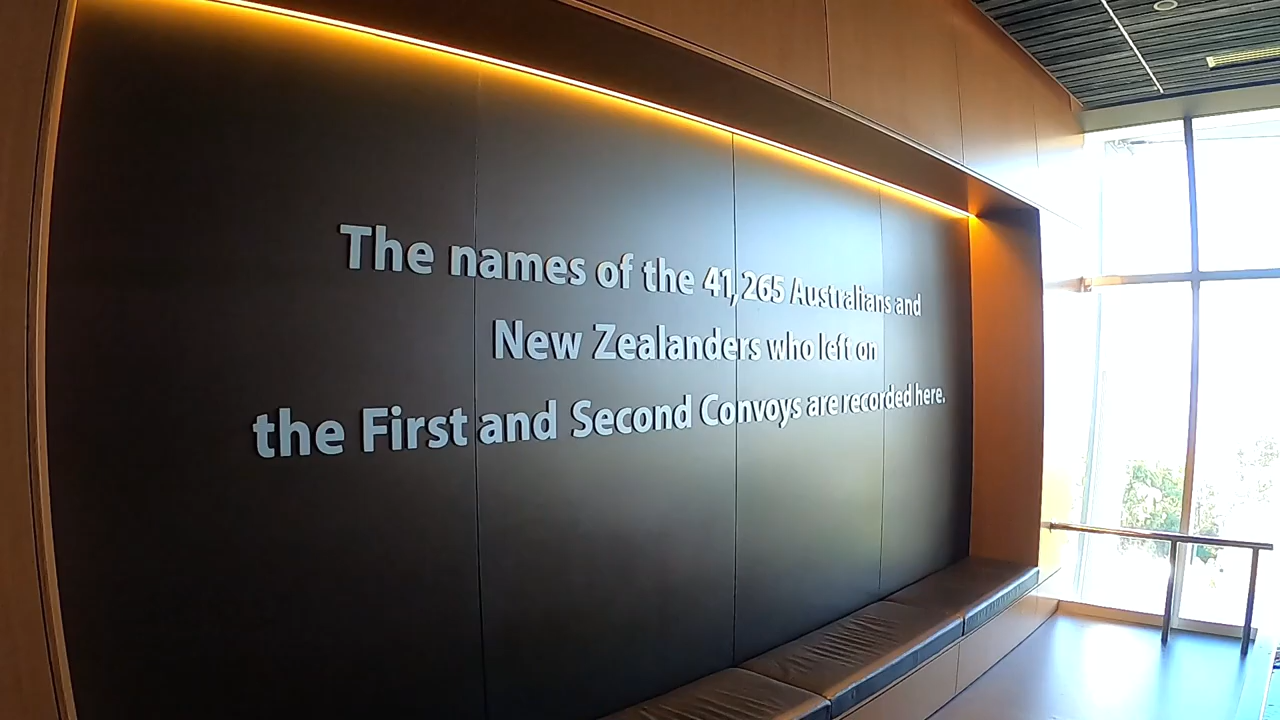 The names of the 41,265 Australians and
New Zealanders who left on
the First and Second Convoys are recorded here.